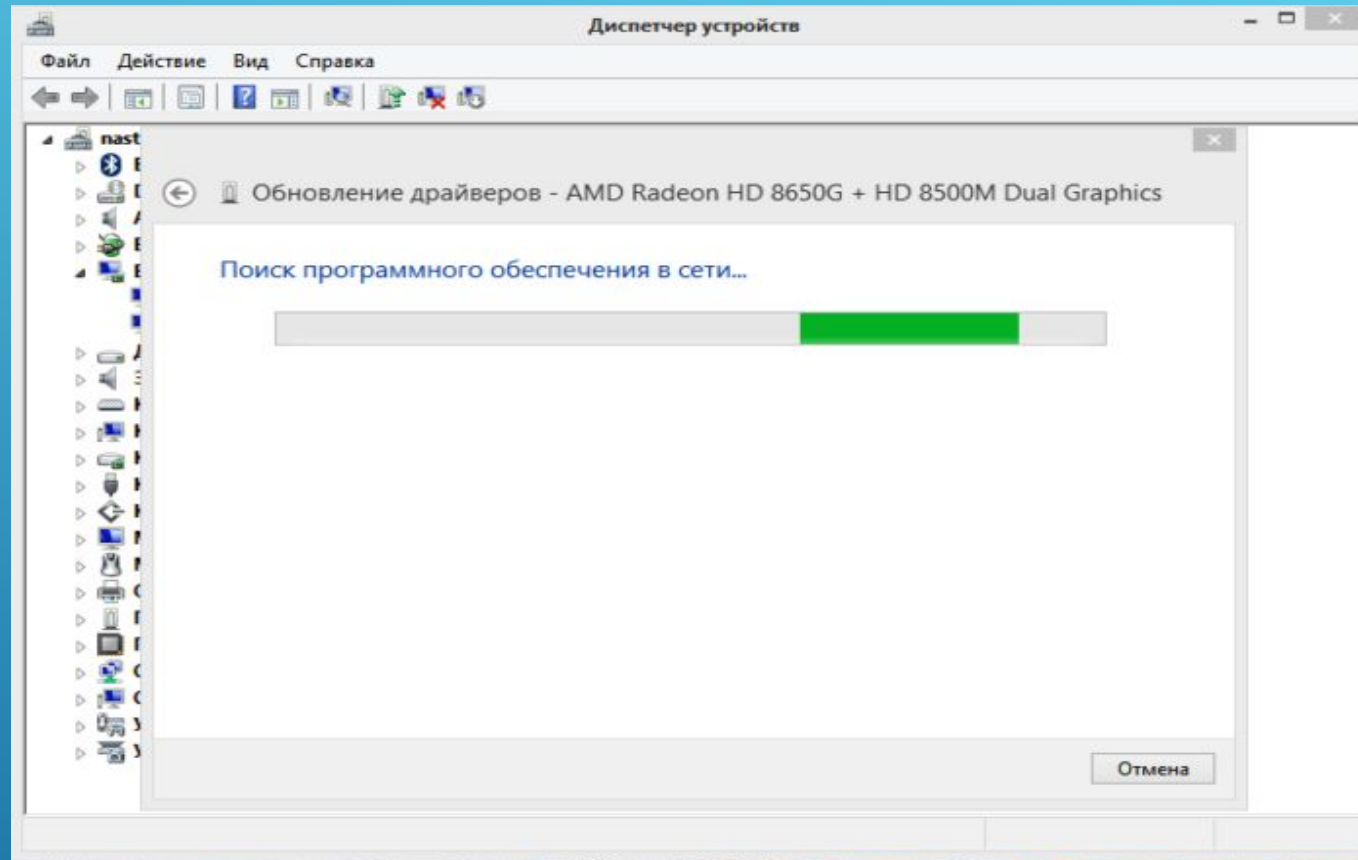 Диспетчер устройств
Файл Действие Вид Справка
nast
Обновление драйверов - AMD Radeon HD 8650G + HD 8500M Dual Graphics
Поиск программного обеспечения в сети...
Отмена